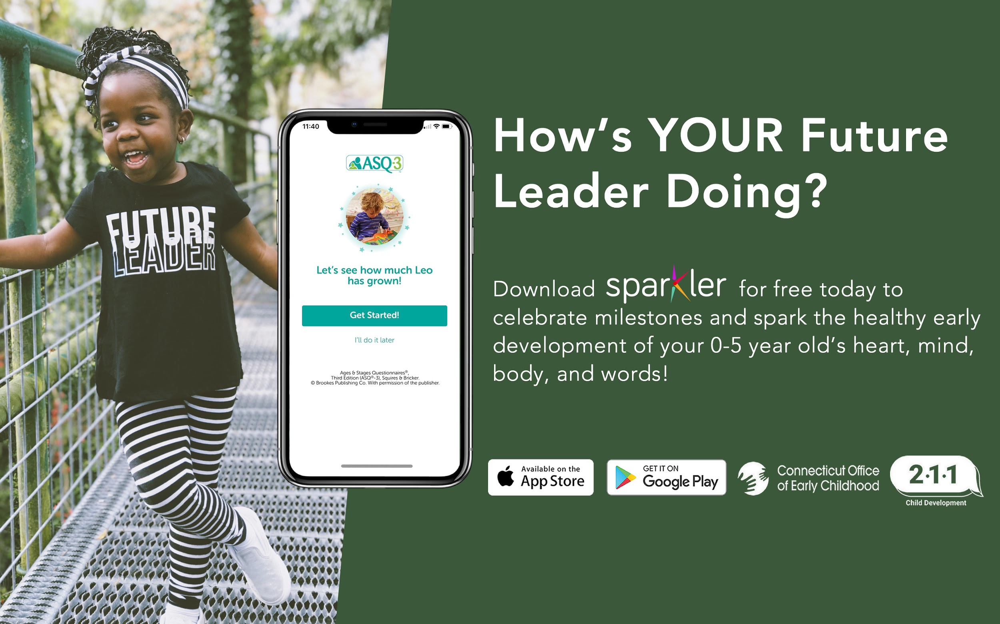 FUTURE
LEADER
11:40
ASQ-3™
Let's see how much Leo
has grown!
Get Started!
I'll do it later
Ages & Stages Questionnaires®,
Third Edition (ASQ®-3), Squires & Bricker.
© Brookes Publishing Co. With permission of the publisher.
How's YOUR Future
Leader Doing?
Download sparkler for free today to
celebrate milestones and spark the healthy early
development of your 0-5 year old's heart, mind,
body, and words!
Available on the
App Store
GET IT ON
Google Play
Connecticut Office
of Early Childhood
2·1·1
Child Development